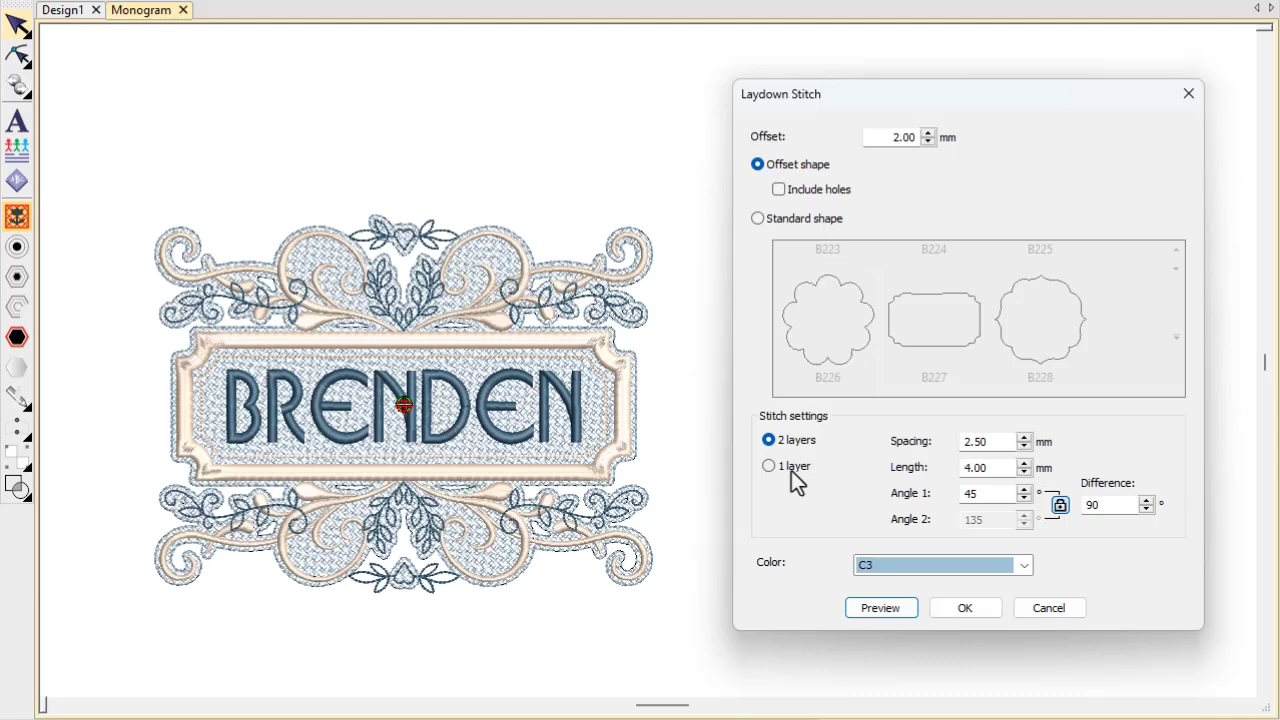 Design1
Monogram
Laydown Stitch
Offset: 2.00 mm
Offset shape
Include holes
Standard shape
B223 B224 B225
B226 B227 B228
Stitch settings
2 layers
1 layer
Spacing: 2.50 mm
Length: 4.00 mm
Angle 1: 45 °
Angle 2: 135 °
Difference:
90 °
Color: C3
Preview OK Cancel
BRENDEN
A
ABC